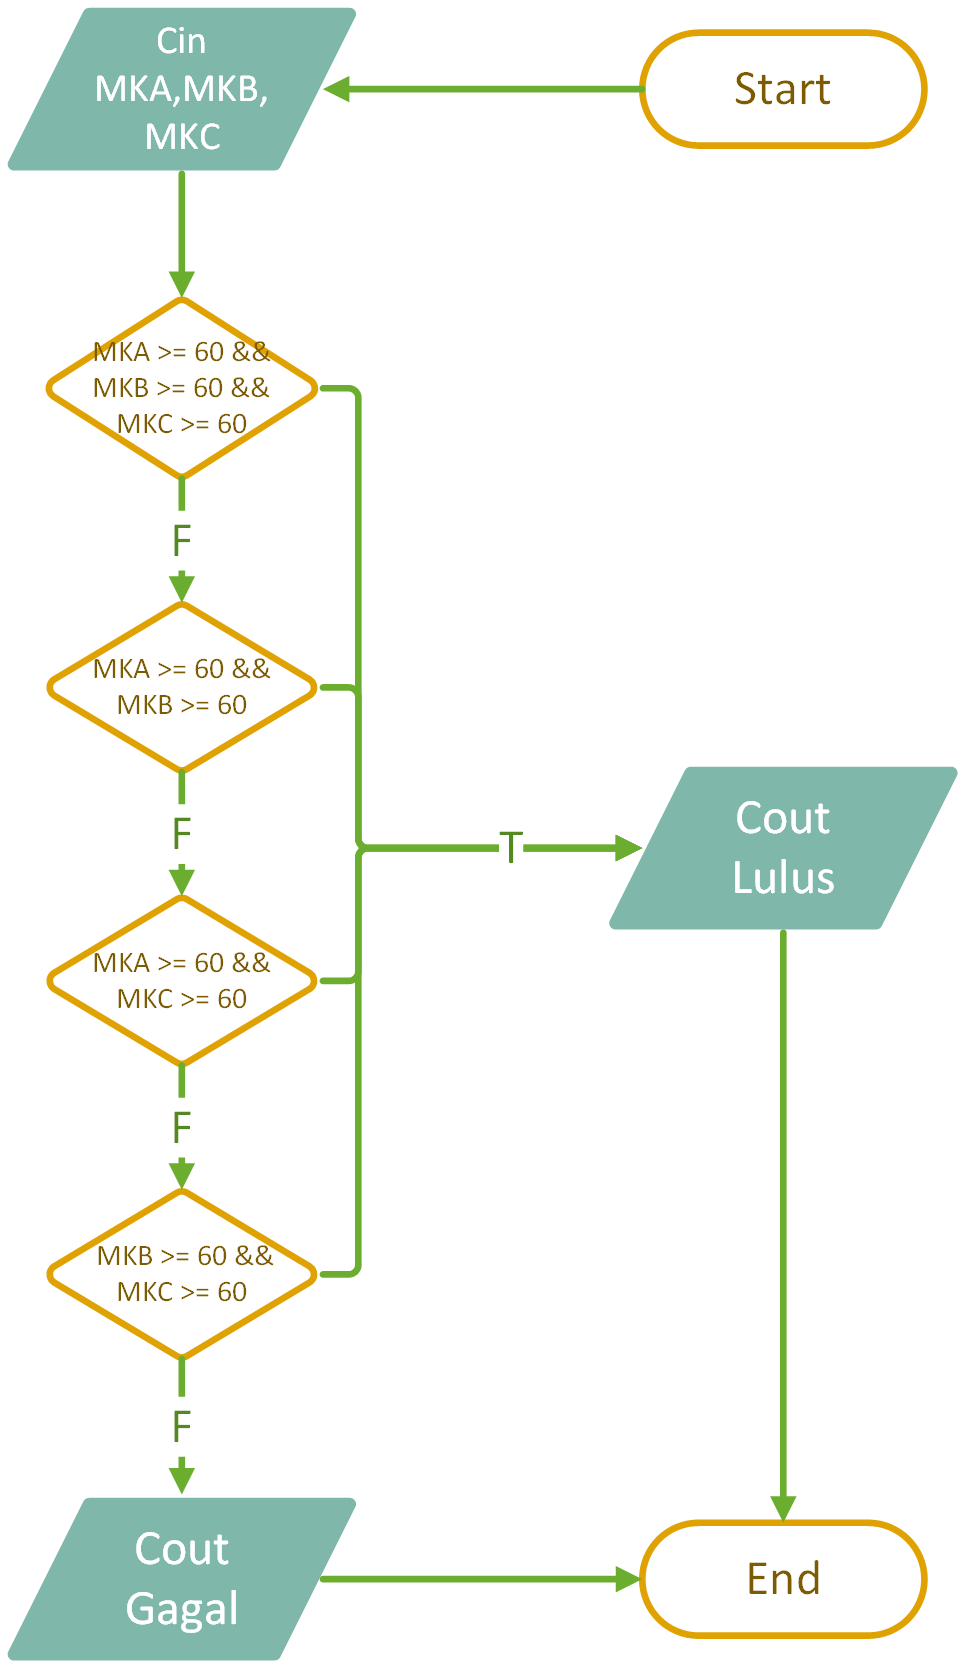 Start
Cin
MKA,MKB,
MKC
MKA >= 60 &&
MKB >= 60 &&
MKC >= 60
F
MKA >= 60 &&
MKB >= 60
F
MKA >= 60 &&
MKC >= 60
F
MKB >= 60 &&
MKC >= 60
F
T
Cout
Lulus
Cout
Gagal
End